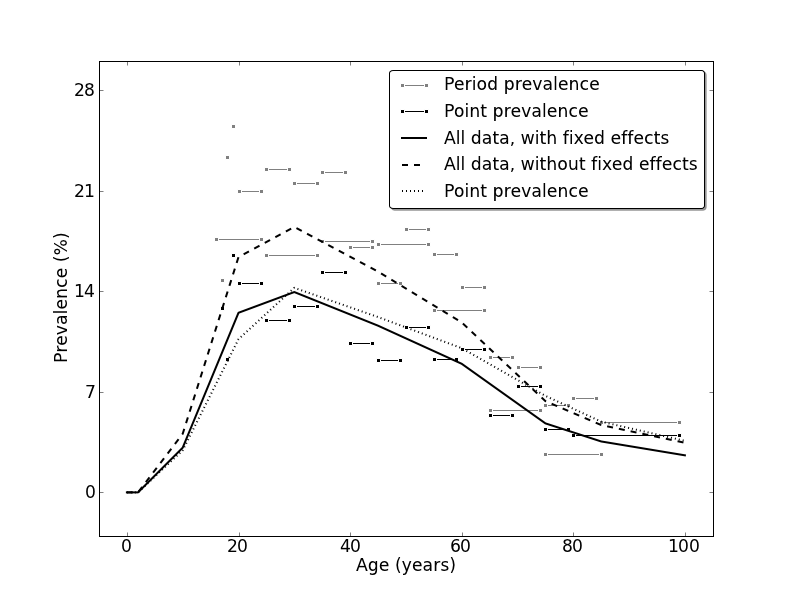 28
21
14
7
0
Prevalence (%)
Period prevalence
Point prevalence
All data, with fixed effects
All data, without fixed effects
Point prevalence
0 20 40 60 80 100
Age (years)